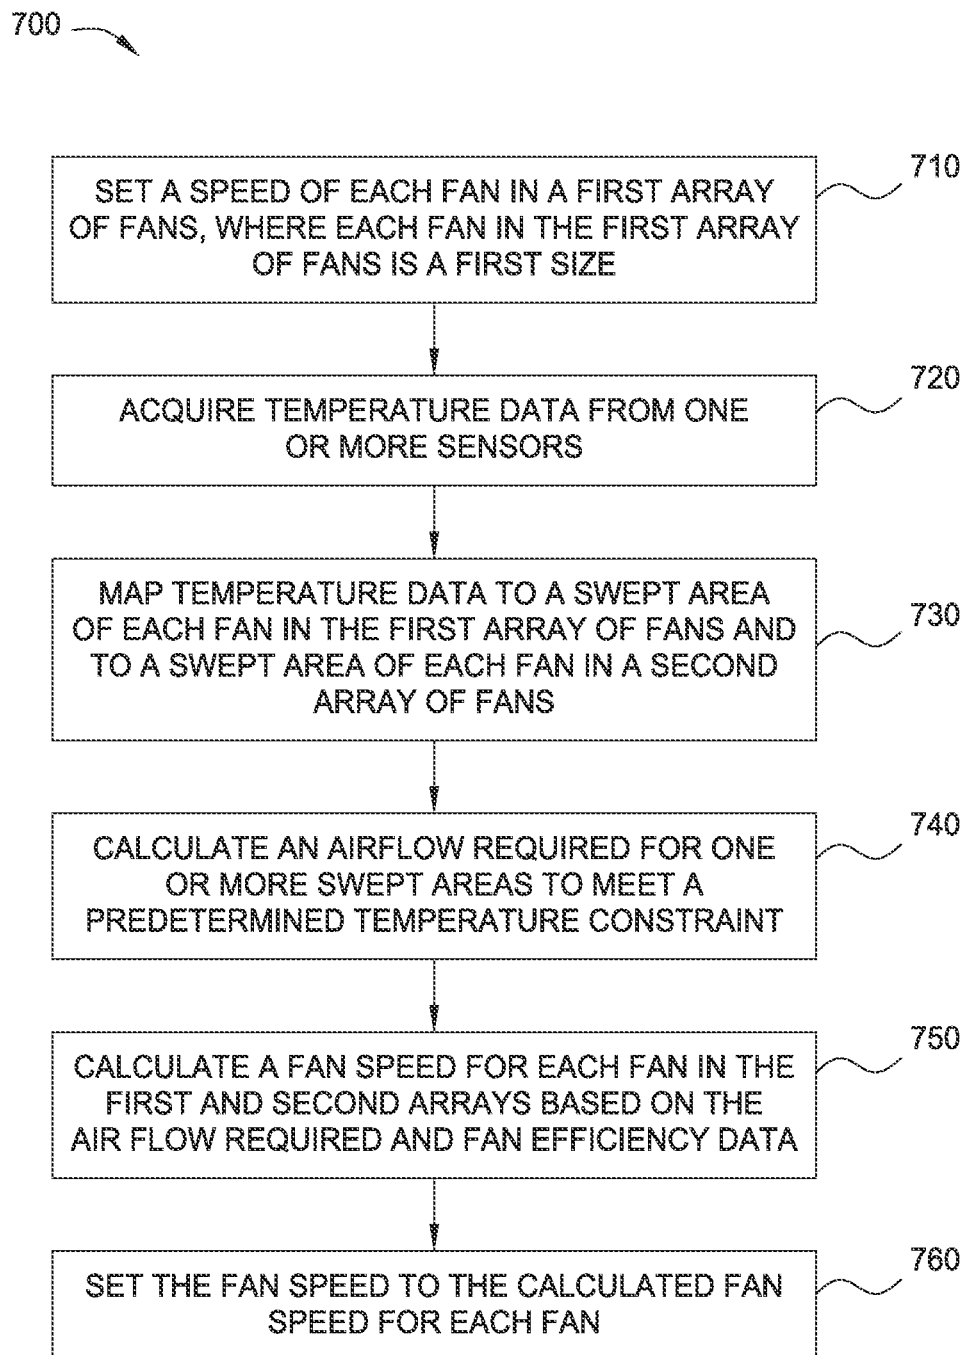 700
710
SET A SPEED OF EACH FAN IN A FIRST ARRAY
OF FANS, WHERE EACH FAN IN THE FIRST ARRAY
OF FANS IS A FIRST SIZE
720
ACQUIRE TEMPERATURE DATA FROM ONE
OR MORE SENSORS
730
MAP TEMPERATURE DATA TO A SWEPT AREA
OF EACH FAN IN THE FIRST ARRAY OF FANS AND
TO A SWEPT AREA OF EACH FAN IN A SECOND
ARRAY OF FANS
740
CALCULATE AN AIRFLOW REQUIRED FOR ONE
OR MORE SWEPT AREAS TO MEET A
PREDETERMINED TEMPERATURE CONSTRAINT
750
CALCULATE A FAN SPEED FOR EACH FAN IN THE
FIRST AND SECOND ARRAYS BASED ON THE
AIR FLOW REQUIRED AND FAN EFFICIENCY DATA
760
SET THE FAN SPEED TO THE CALCULATED FAN
SPEED FOR EACH FAN